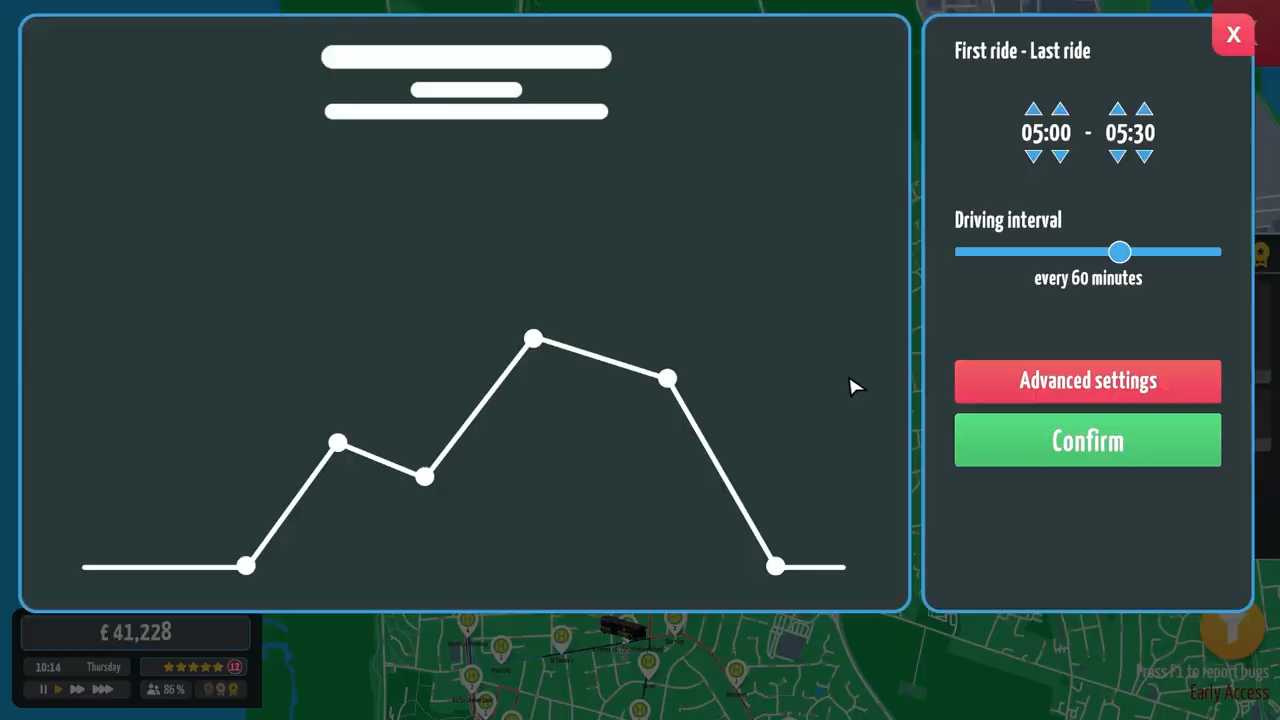 First ride - Last ride
X
05:00 - 05:30
Driving interval
every 60 minutes
Advanced settings
Confirm
£ 41,228
10:14 Thursday
12
86 %
Press F1 to report bugs
Early Access